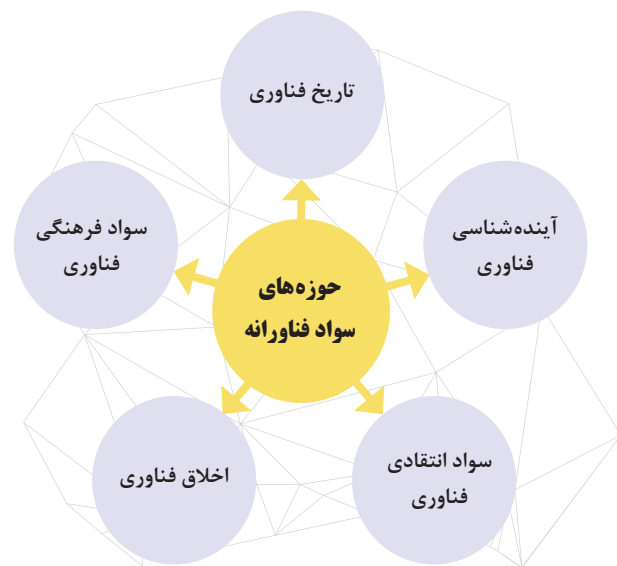 تاریخ فناوری
آینده‌شناسی
فناوری
سواد فرهنگی
فناوری
حوزه‌های
سواد فناورانه
سواد انتقادی
فناوری
اخلاق فناوری